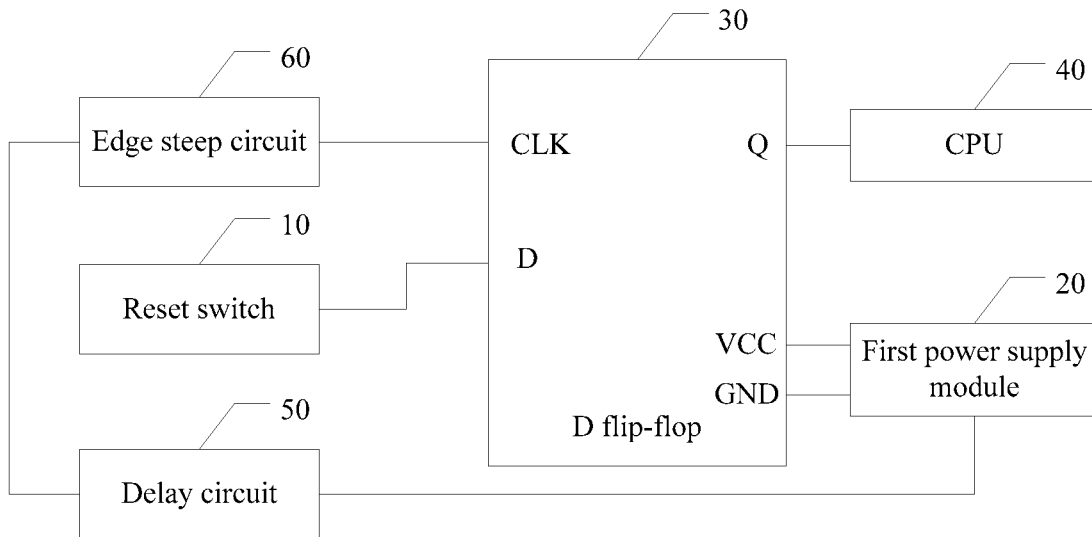 30
60
40
Edge steep circuit
CLK
Q
CPU
10
D
Reset switch
20
VCC
First power supply
module
GND
50
D flip-flop
Delay circuit